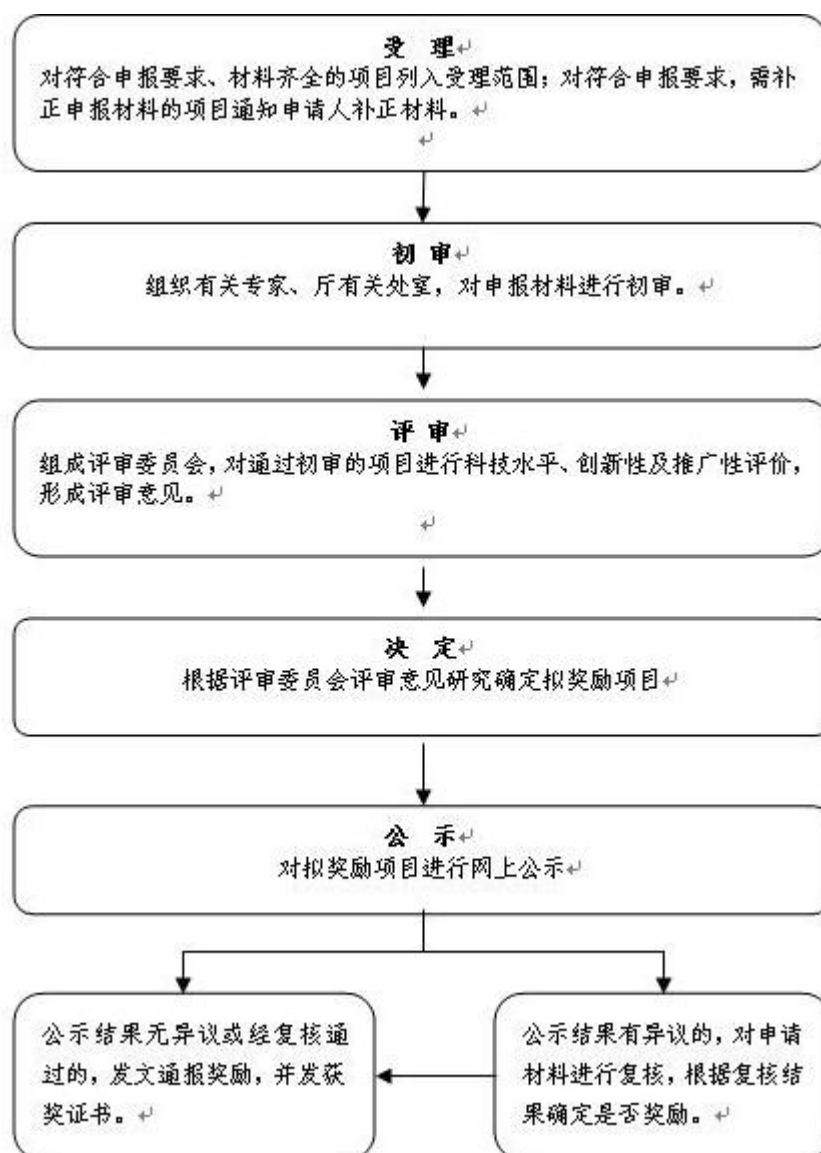 受 理
对符合申报要求、材料齐全的项目列入受理范围；对符合申报要求，需补
正申报材料的项目通知申请人补正材料。
初 审
组织有关专家、厅有关处室，对申报材料进行初审。
评 审
组成评审委员会，对通过初审的项目进行科技水平、创新性及推广性评价，
形成评审意见。
决 定
根据评审委员会评审意见研究确定拟奖励项目
公 示
对拟奖励项目进行网上公示
公示结果无异议或经复核通
过的，发文通报奖励，并发获
奖证书。
公示结果有异议的，对申请
材料进行复核，根据复核结
果确定是否奖励。